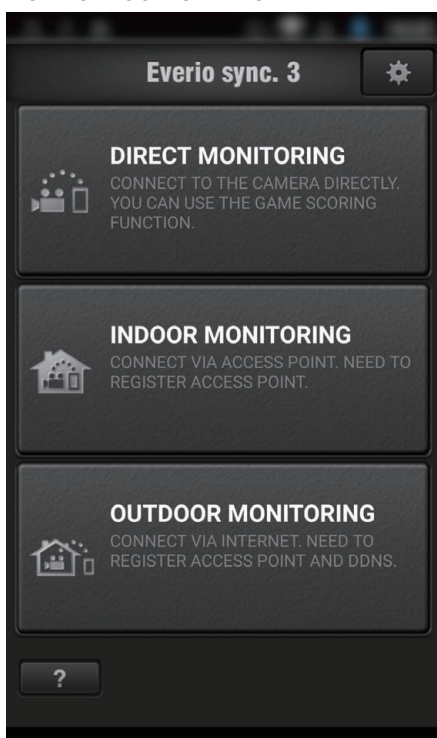 Everio sync. 3
DIRECT MONITORING
CONNECT TO THE CAMERA DIRECTLY.
YOU CAN USE THE GAME SCORING
FUNCTION.
INDOOR MONITORING
CONNECT VIA ACCESS POINT. NEED TO
REGISTER ACCESS POINT.
OUTDOOR MONITORING
CONNECT VIA INTERNET. NEED TO
REGISTER ACCESS POINT AND DDNS.
?